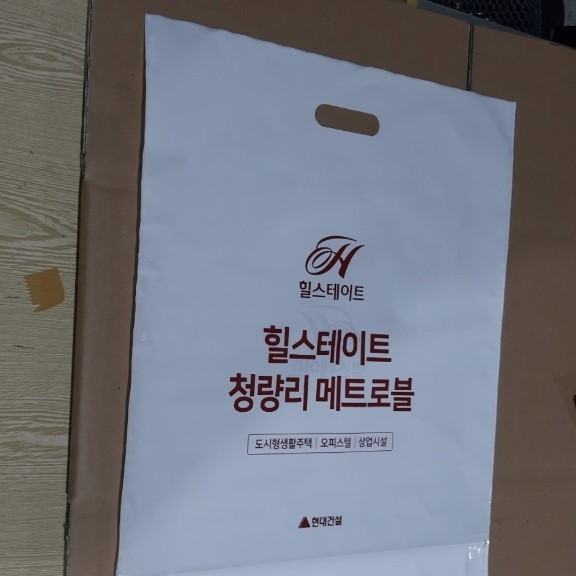 H
힐스테이트
힐스테이트
청량리 메트로블
도시형생활주택 | 오피스텔 | 상업시설
현대건설